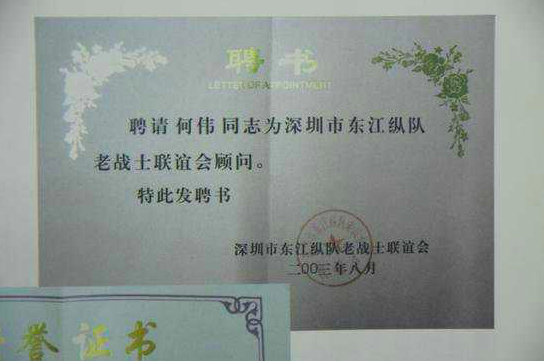 聘书
LETTER OF APPOINTMENT
聘请何伟同志为深圳市东江纵队
老战士联谊会顾问。
特此发聘书
深圳市东江纵队老战士联谊会
二00三年八月
誉证书